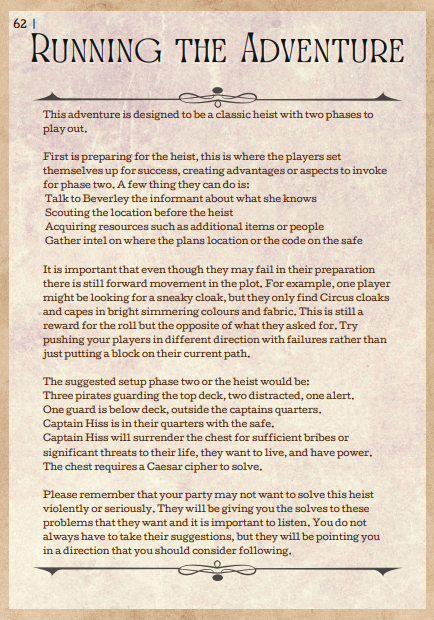 62 |
Running the Adventure
This adventure is designed to be a classic heist with two phases to
play out.
First is preparing for the heist, this is where the players set
themselves up for success, creating advantages or aspects to invoke
for phase two. A few thing they can do is:
Talk to Beverley the informant about what she knows
Scouting the location before the heist
Acquiring resources such as additional items or people
Gather intel on where the plans location or the code on the safe
It is important that even though they may fail in their preparation
there is still forward movement in the plot. For example, one player
might be looking for a sneaky cloak, but they only find Circus cloaks
and capes in bright simmering colours and fabric. This is still a
reward for the roll but the opposite of what they asked for. Try
pushing your players in different direction with failures rather than
just putting a block on their current path.
The suggested setup phase two or the heist would be:
Three pirates guarding the top deck, two distracted, one alert.
One guard is below deck, outside the captains quarters.
Captain Hiss is in their quarters with the safe.
Captain Hiss will surrender the chest for sufficient bribes or
significant threats to their life, they want to live, and have power.
The chest requires a Caesar cipher to solve.
Please remember that your party may not want to solve this heist
violently or seriously. They will be giving you the solves to these
problems that they want and it is important to listen. You do not
always have to take their suggestions, but they will be pointing you
in a direction that you should consider following.